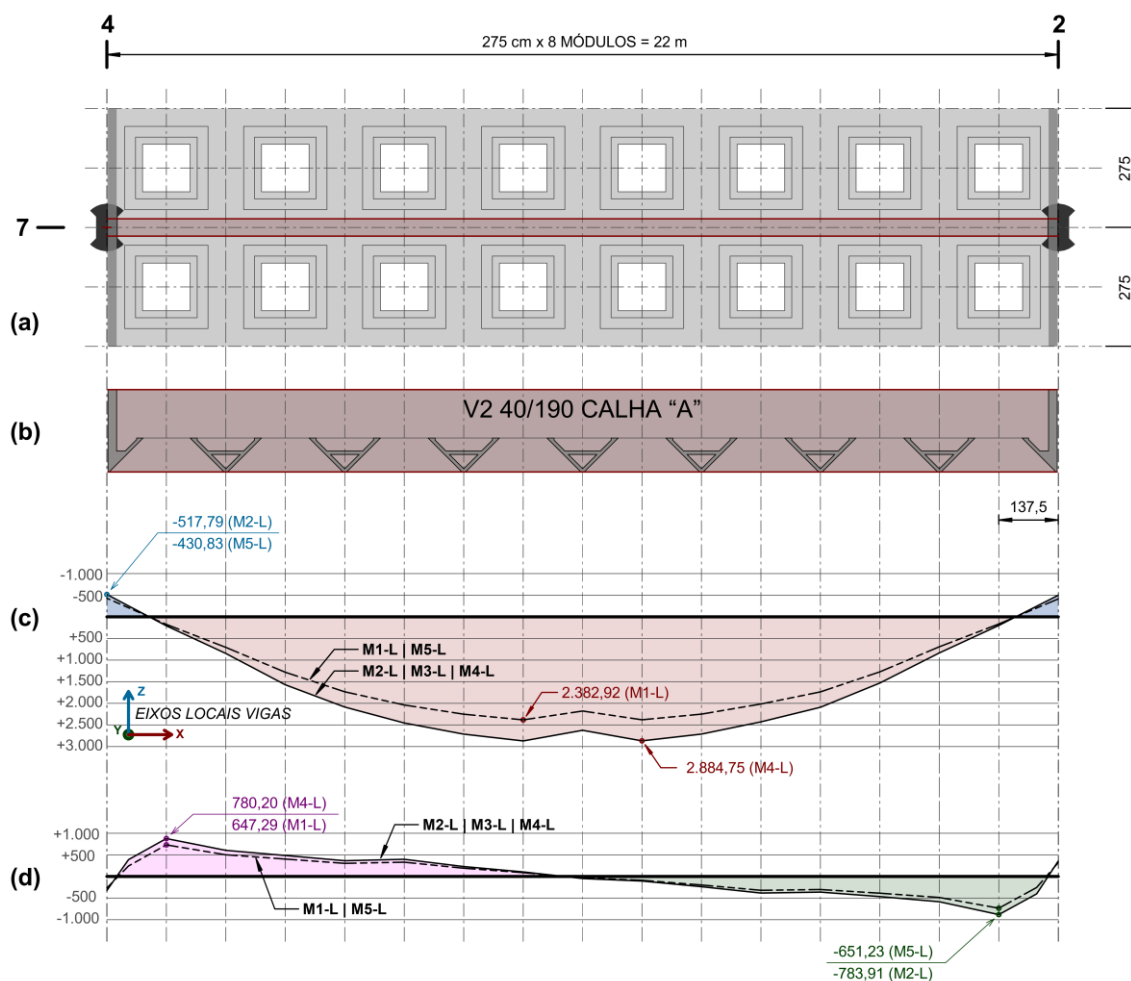 4
2
275 cm x 8 MÓDULOS = 22 m
275
7
275
(a)
(b)
V2 40/190 CALHA “A”
137,5
-517,79 (M2-L)
-430,83 (M5-L)
(c)
-1.000
-500
+500
+1.000
+1.500
+2.000
+2.500
+3.000
M1-L | M5-L
M2-L | M3-L | M4-L
2.382,92 (M1-L)
Z
EIXOS LOCAIS VIGAS
Y
X
2.884,75 (M4-L)
780,20 (M4-L)
647,29 (M1-L)
M2-L | M3-L | M4-L
(d)
+1.000
+500
-500
-1.000
M1-L | M5-L
-651,23 (M5-L)
-783,91 (M2-L)